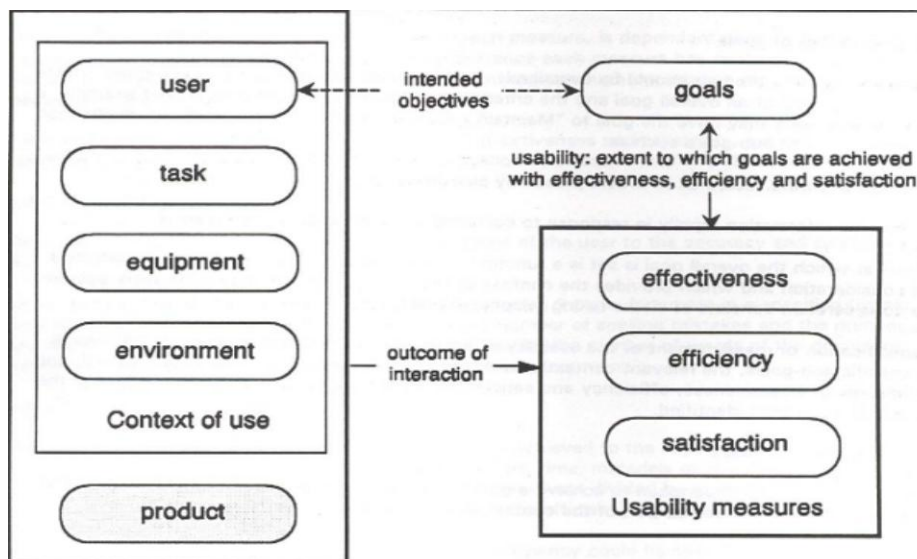 user
task
equipment
environment
Context of use
product
intended
objectives
goals
usability: extent to which goals are achieved
with effectiveness, efficiency and satisfaction
outcome of
interaction
effectiveness
efficiency
satisfaction
Usability measures